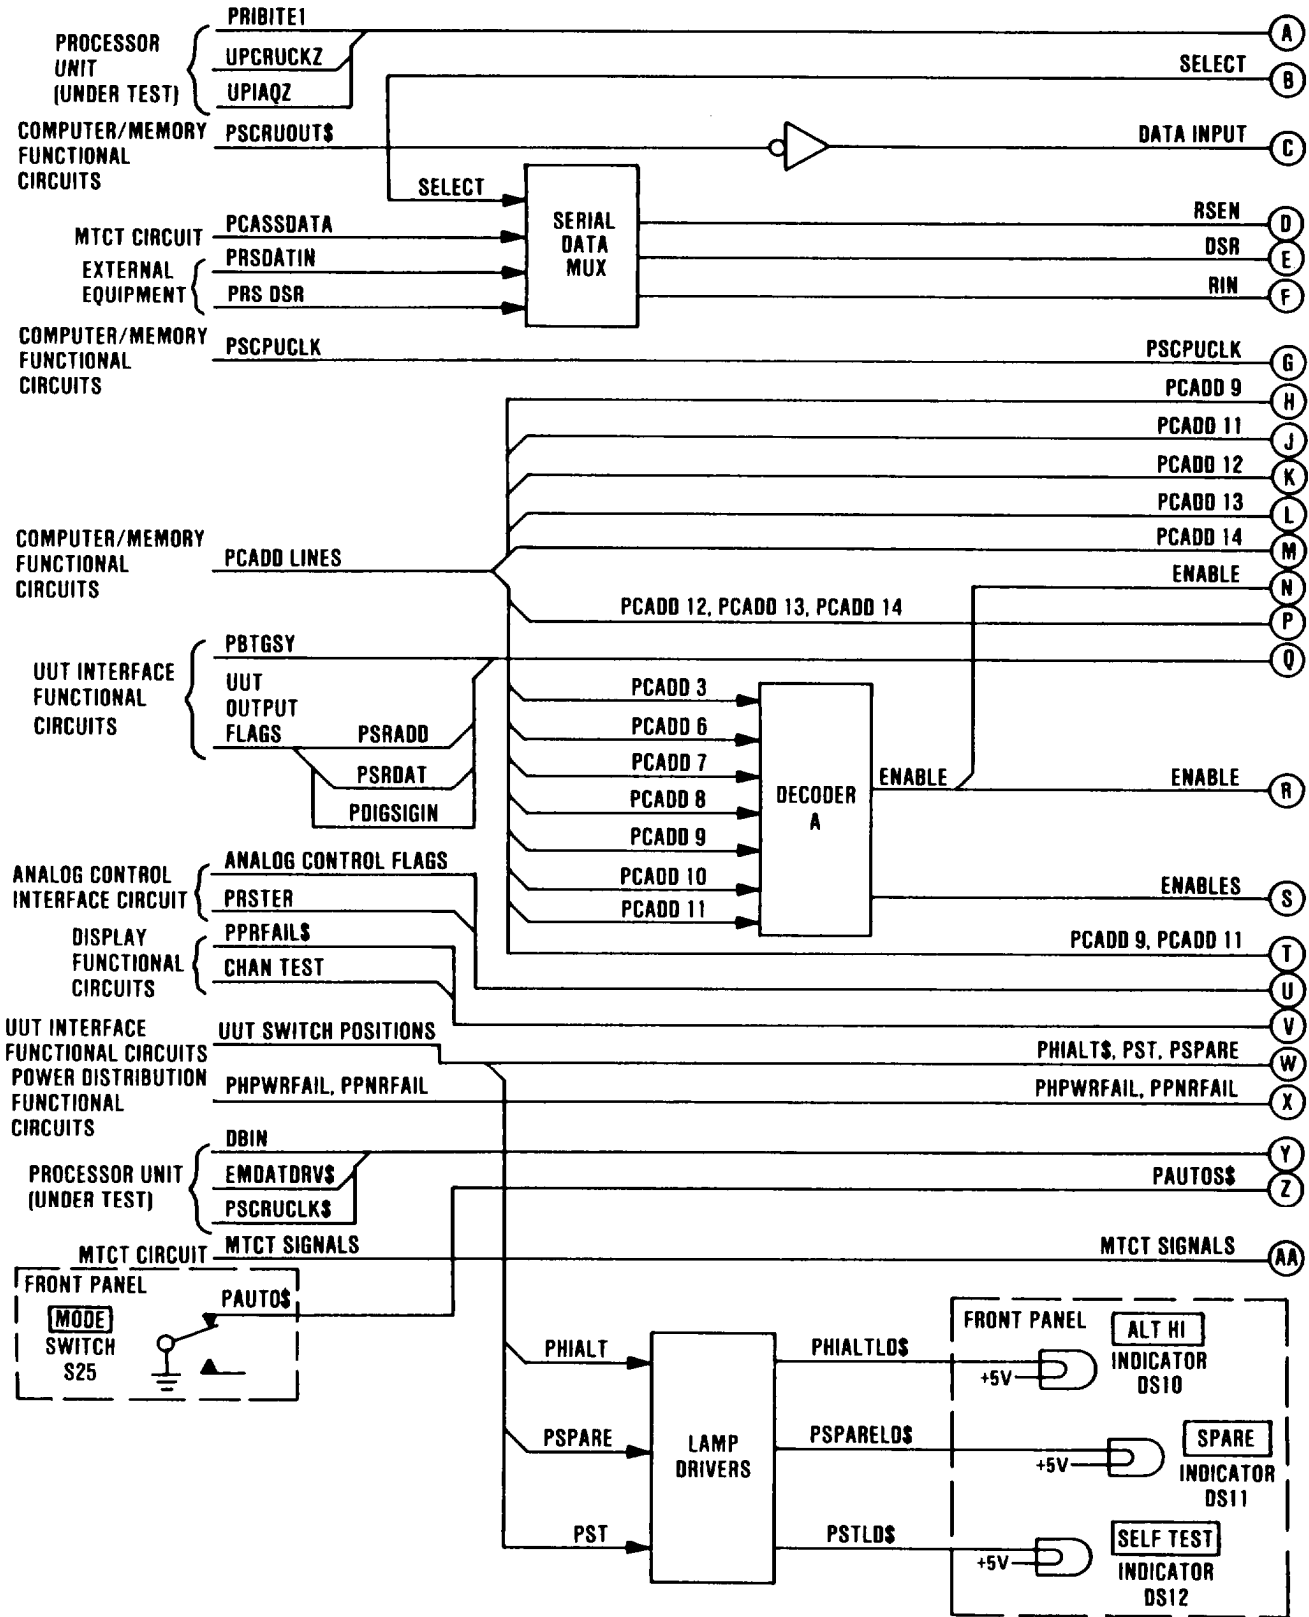 PRIBITE1
A
PROCESSOR
UNIT
(UNDER TEST)
UPCRUCKZ
SELECT
B
UPIAQZ
COMPUTER/MEMORY
FUNCTIONAL
CIRCUITS
PSCRUOUT$
DATA INPUT
C
SELECT
SERIAL
DATA
MUX
MTCT CIRCUIT
PCASSDATA
RSEN
D
EXTERNAL
EQUIPMENT
PRSDATIN
DSR
E
PRS DSR
RIN
F
COMPUTER/MEMORY
FUNCTIONAL
CIRCUITS
PSCPUCLK
PSCPUCLK
G
PCADD 9
H
PCADD 11
J
PCADD 12
K
PCADD 13
L
PCADD 14
M
COMPUTER/MEMORY
FUNCTIONAL
CIRCUITS
PCADD LINES
ENABLE
N
PCADD 12, PCADD 13, PCADD 14
P
UUT INTERFACE
FUNCTIONAL
CIRCUITS
PBTGSY
Q
UUT
OUTPUT
FLAGS
PSRADD
PSRDAT
PDIGSIGIN
PCADD 3
PCADD 6
PCADD 7
PCADD 8
PCADD 9
PCADD 10
PCADD 11
DECODER
A
ENABLE
ENABLE
R
ENABLES
S
ANALOG CONTROL
INTERFACE CIRCUIT
ANALOG CONTROL FLAGS
PRSTER
DISPLAY
FUNCTIONAL
CIRCUITS
PPRFAIL$
CHAN TEST
PCADD 9, PCADD 11
T
U
V
UUT INTERFACE
FUNCTIONAL CIRCUITS
UUT SWITCH POSITIONS
PHIALT$, PST, PSPARE
W
POWER DISTRIBUTION
FUNCTIONAL
CIRCUITS
PHPWRFAIL, PPNRFAIL
PHPWRFAIL, PPNRFAIL
X
PROCESSOR UNIT
(UNDER TEST)
DBIN
Y
EMDATDRV$
PAUTOS$
Z
PSCRUCLK$
MTCT CIRCUIT
MTCT SIGNALS
MTCT SIGNALS
AA
FRONT PANEL
MODE
SWITCH
S25
PAUTO$
PHIALT
PSPARE
PST
LAMP
DRIVERS
PHIALTLD$
PSPARELD$
PSTLD$
FRONT PANEL
ALT HI
INDICATOR
DS10
+5V
SPARE
INDICATOR
DS11
+5V
SELF TEST
INDICATOR
DS12
+5V